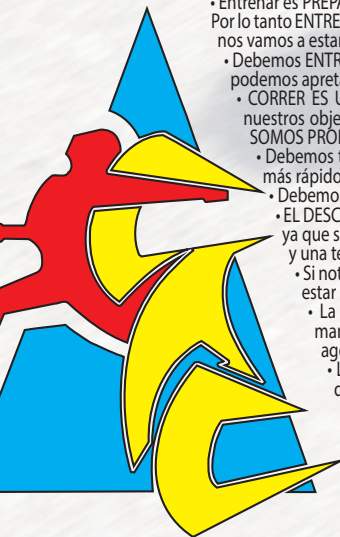 • Entrenar es PREPA
Por lo tanto ENTRE
nos vamos a estar
• Debemos ENTR
podemos apreta
• CORRER ES U
nuestros obje
SOMOS PROF
• Debemos t
más rápido
• Debemo
• EL DESC
ya que s
y una te
• Si not
estar
• La
mar
age
• L